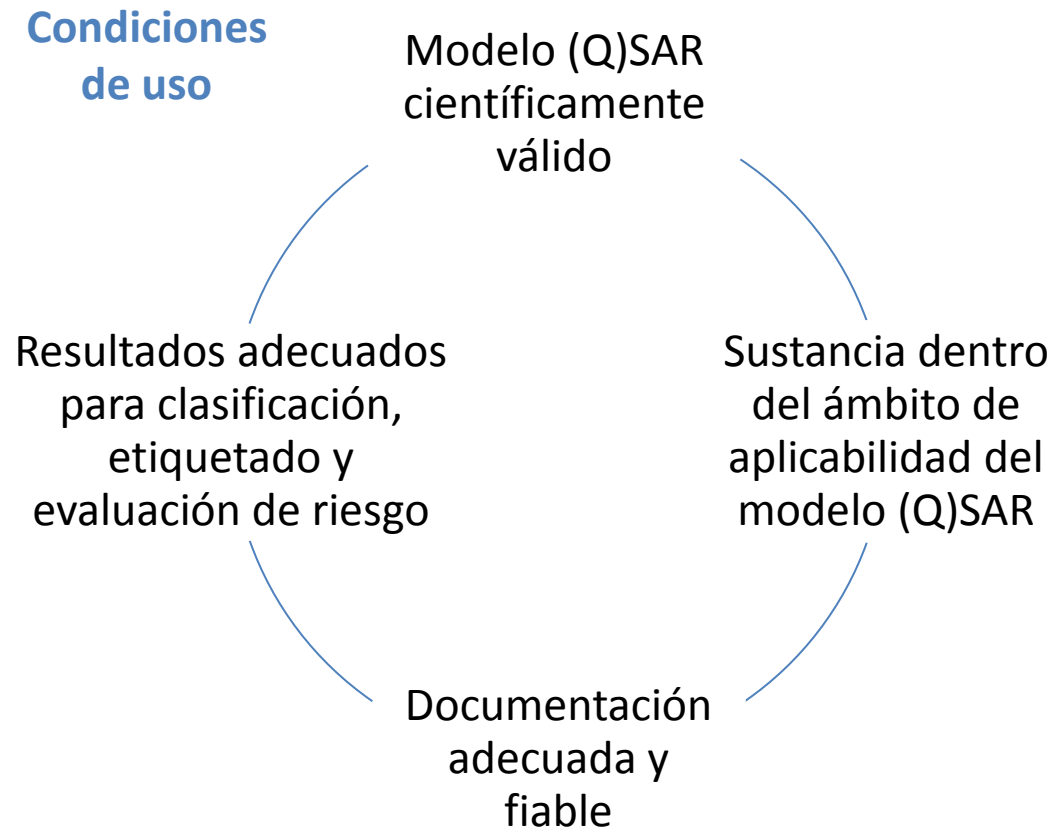 Condiciones
de uso
Modelo (Q)SAR
científicamente
válido
Sustancia dentro
del ámbito de
aplicabilidad del
modelo (Q)SAR
Documentación
adecuada y
fiable
Resultados adecuados
para clasificación,
etiquetado y
evaluación de riesgo